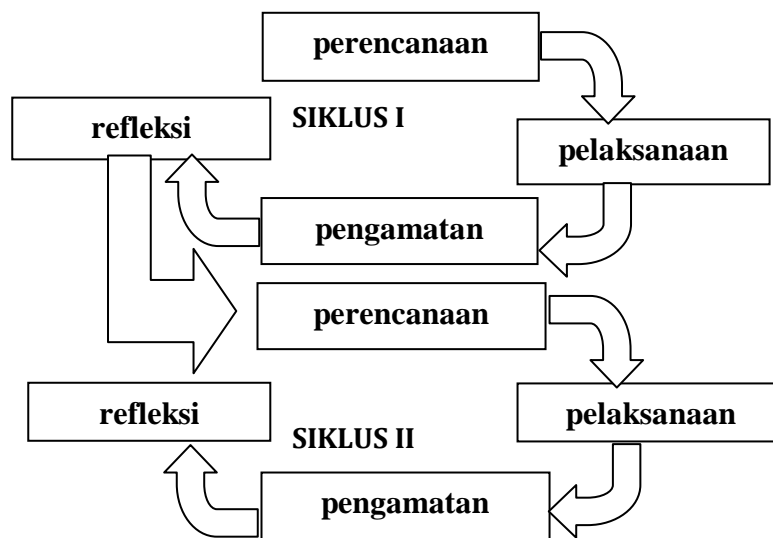 perencanaan
SIKLUS I
refleksi
pelaksanaan
pengamatan
perencanaan
refleksi
pelaksanaan
SIKLUS II
pengamatan